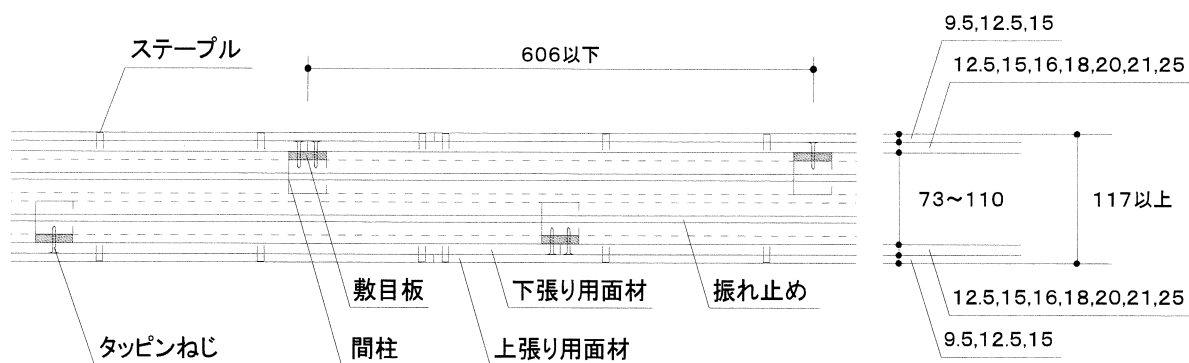 ステープル
606以下
9.5,12.5,15
12.5,15,16,18,20,21,25
73～110
117以上
敷目板
下張り用面材
振れ止め
12.5,15,16,18,20,21,25
タッピンねじ
間柱
上張り用面材
9.5,12.5,15